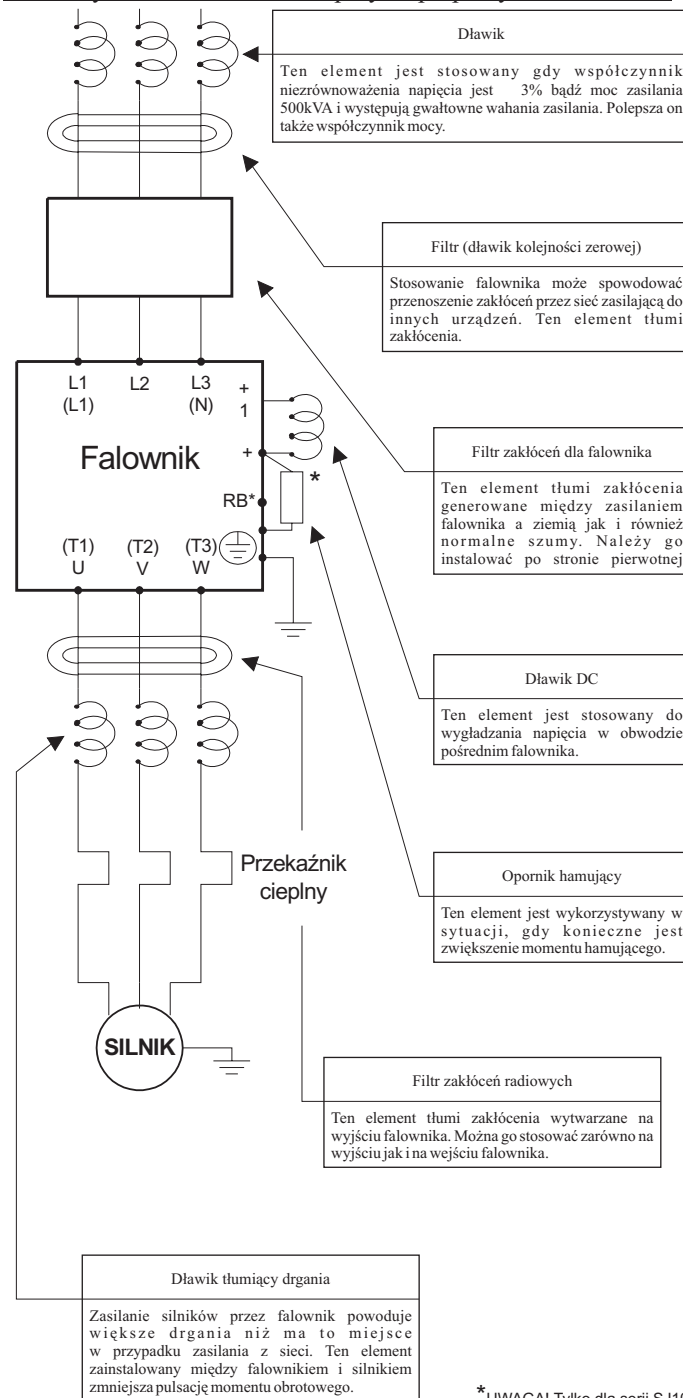 Dławik
Ten element jest stosowany gdy współczynnik
niezrównoważenia napięcia jest 3% bądź moc zasilania
500kVA i występują gwałtowne wahania zasilania. Polepsza on
także współczynnik mocy.
Filtr (dławik kolejności zerowej)
Stosowanie falownika może spowodować
przenoszenie zakłóceń przez sieć zasilającą do
innych urządzeń. Ten element tłumi
zakłócenia.
L1 L2 L3 +
(L1) (N) 1
Falownik +
*
RB*
(T1) (T2) (T3)
U V W
Filtr zakłóceń dla falownika
Ten element tłumi zakłócenia
generowane między zasilaniem
falownika a ziemią jak i również
normalne szumy. Należy go
instalować po stronie pierwotnej
Dławik DC
Ten element jest stosowany do
wygładzania napięcia w obwodzie
pośrednim falownika.
Przekaźnik
cieplny
Opornik hamujący
Ten element jest wykorzystywany w
sytuacji, gdy konieczne jest
zwiększenie momentu hamującego.
SILNIK
Filtr zakłóceń radiowych
Ten element tłumi zakłócenia wytwarzane na
wyjściu falownika. Można go stosować zarówno na
wyjściu jak i na wejściu falownika.
Dławik tłumiący drgania
Zasilanie silników przez falownik powoduje
większe drgania niż ma to miejsce
w przypadku zasilania z sieci. Ten element
zainstalowany między falownikiem i silnikiem
zmniejsza pulsację momentu obrotowego.
*UWAGA! Tylko dla serii